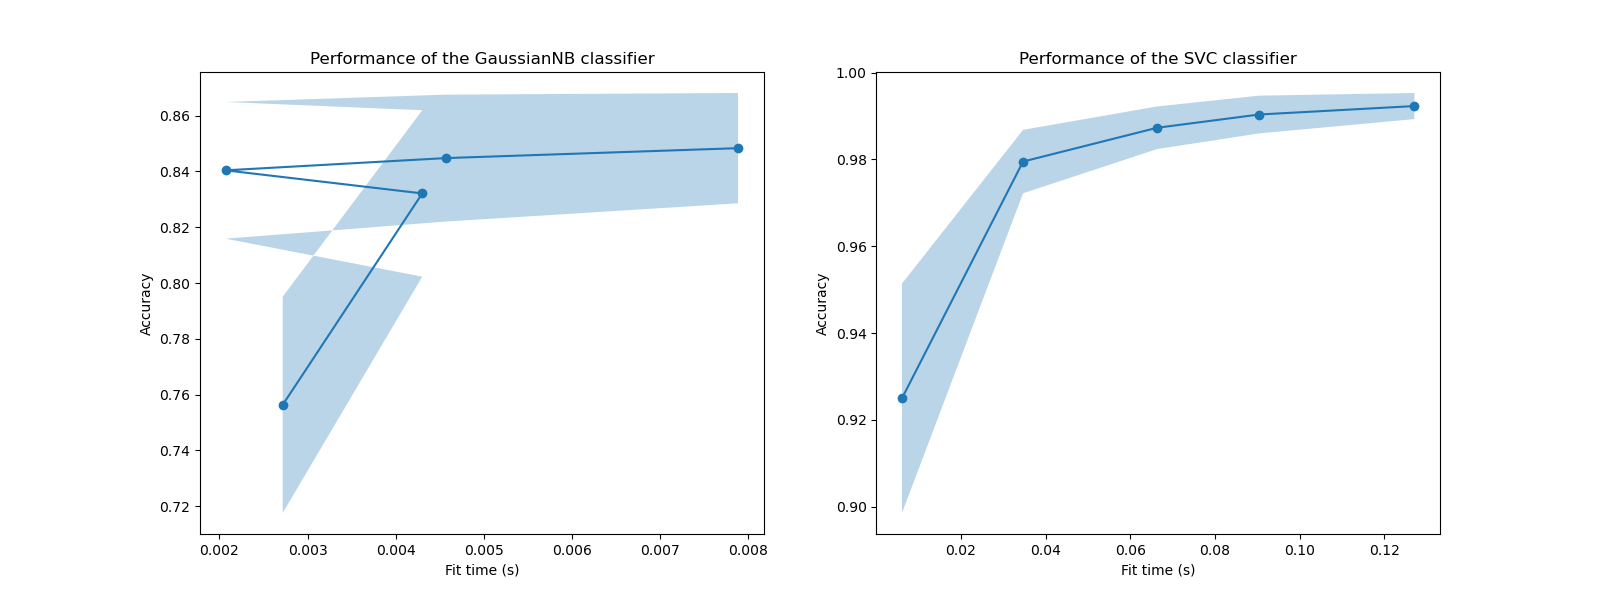 Performance of the GaussianNB classifier
0.86
0.84
0.82
0.80
0.78
0.76
0.74
0.72
Accuracy
0.002 0.003 0.004 0.005 0.006 0.007 0.008
Fit time (s)
Performance of the SVC classifier
1.00
0.98
0.96
0.94
0.92
0.90
Accuracy
0.02 0.04 0.06 0.08 0.10 0.12
Fit time (s)